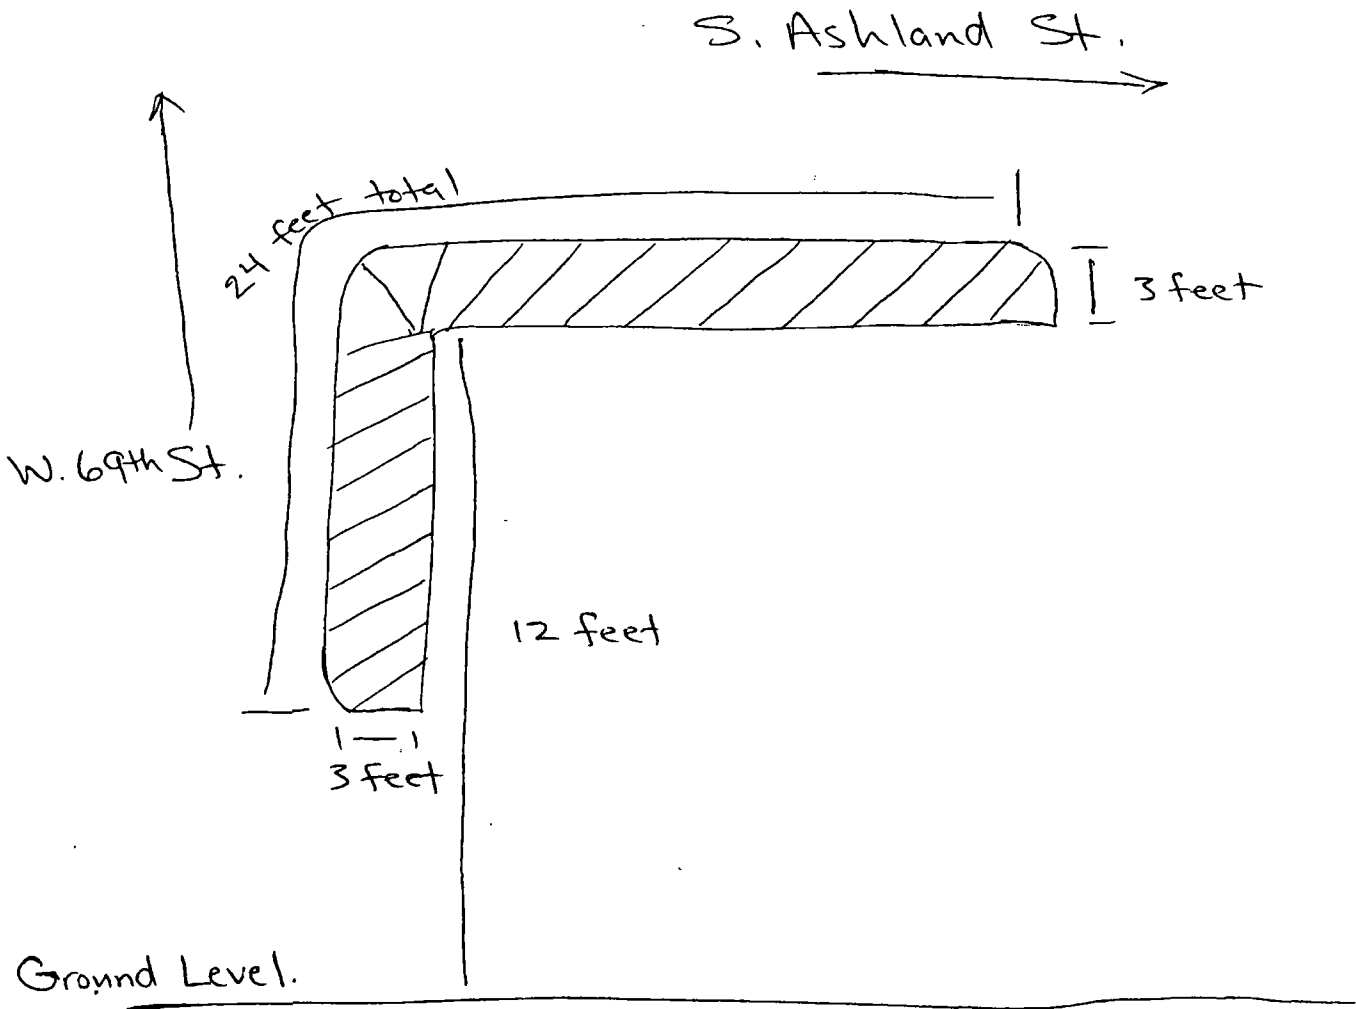 S. Ashland St.
24 feet total
3 feet
W. 69th St.
12 feet
3 feet
Ground Level.